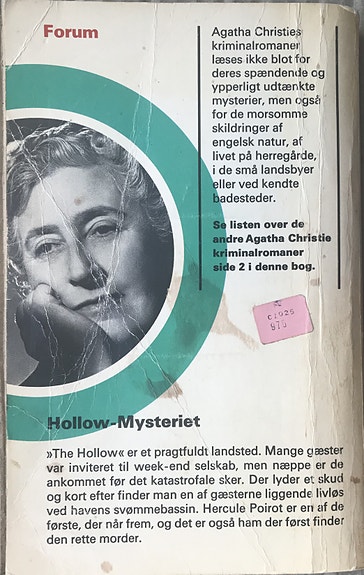 Forum
Agatha Christies
kriminalromaner
læses ikke blot for
deres spændende og
ypperligt udtænkte
mysterier, men også
for de morsomme
skildringer af
engelsk natur, af
livet på herregårde,
i de små landsbyer
eller ved kendte
badesteder.
Se listen over de
andre Agatha Christie
kriminalromaner
side 2 i denne bog.
Hollow-Mysteriet
»The Hollow« er et pragtfuldt landsted. Mange gæster
var inviteret til week-end selskab, men næppe er de
ankommet før det katastrofale sker. Der lyder et skud
og kort efter finder man en af gæsterne liggende livløs
ved havens svømmebassin. Hercule Poirot er en af de
første, der når frem, og det er også ham der først finder
den rette morder.